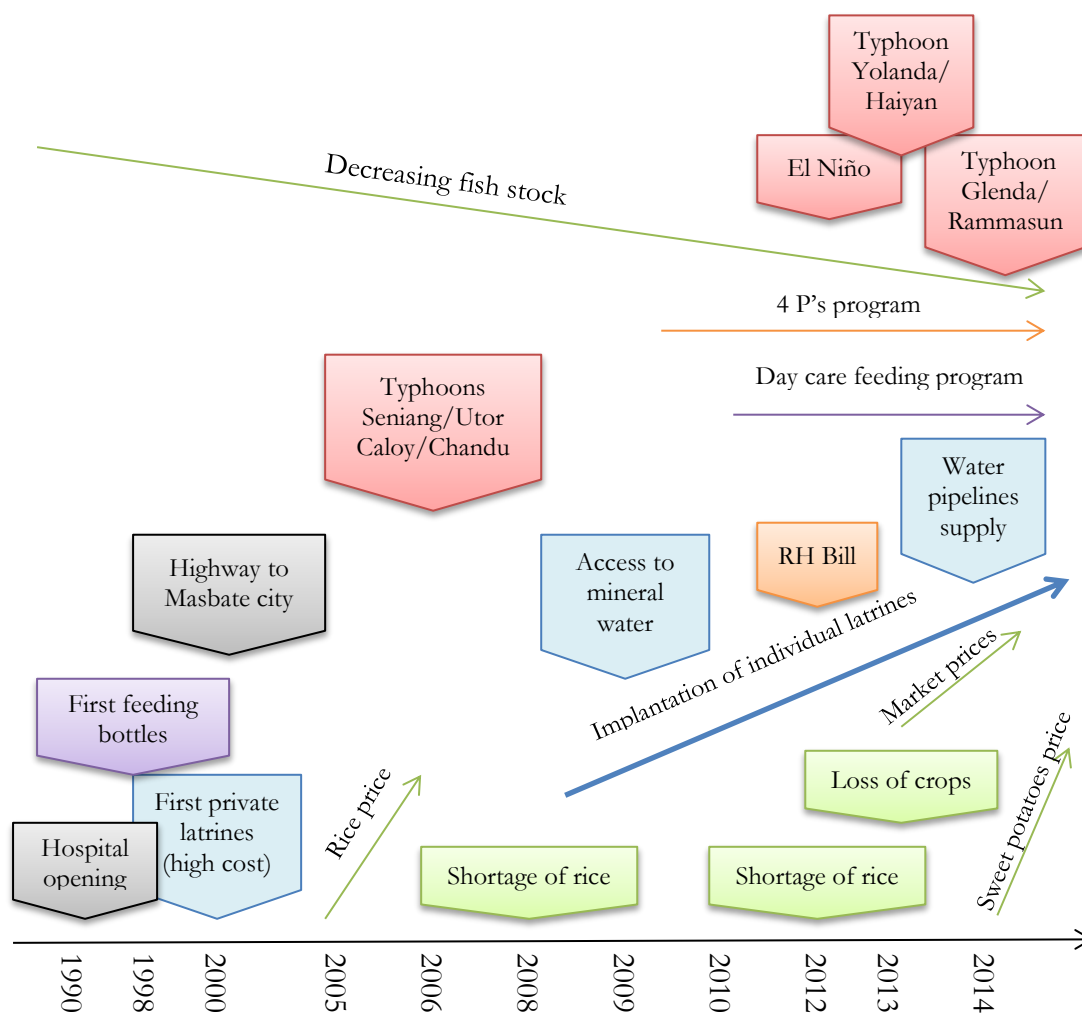 Typhoon
Yolanda/
Haiyan
El Niño
Typhoon
Glenda/
Rammasun
Decreasing fish stock
4 P's program
Day care feeding program
Typhoons
Seniang/Utor
Caloy/Chandu
Water
pipelines
supply
Highway to
Masbate city
Access to
mineral
water
RH Bill
Implantation of individual latrines
Market prices
First feeding
bottles
First private
latrines
(high cost)
Hospital
opening
Rice price
Loss of crops
Sweet potatoes price
Shortage of rice
Shortage of rice
1990
1998
2000
2005
2006
2008
2009
2010
2012
2013
2014